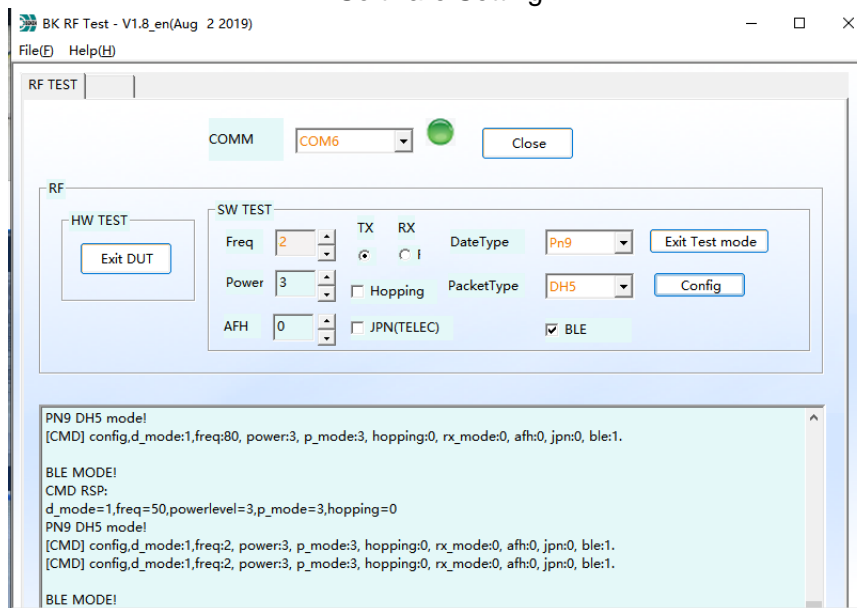 BK RF Test - V1.8_en(Aug 2 2019)
File(F) Help(H)
RF TEST
COMM COM6 Close
RF
HW TEST
Exit DUT
SW TEST
Freq 2 TX RX DateType Pn9 Exit Test mode
Power 3 Hopping PacketType DH5 Config
AFH 0 JPN(TELEC) BLE
PN9 DH5 mode!
[CMD] config,d_mode:1,freq:80, power:3, p_mode:3, hopping:0, rx_mode:0, afh:0, jpn:0, ble:1.
BLE MODE!
CMD RSP:
d_mode=1,freq=50,powerlevel=3,p_mode=3,hopping=0
PN9 DH5 mode!
[CMD] config,d_mode:1,freq:2, power:3, p_mode:3, hopping:0, rx_mode:0, afh:0, jpn:0, ble:1.
[CMD] config,d_mode:1,freq:2, power:3, p_mode:3, hopping:0, rx_mode:0, afh:0, jpn:0, ble:1.
BLE MODE!